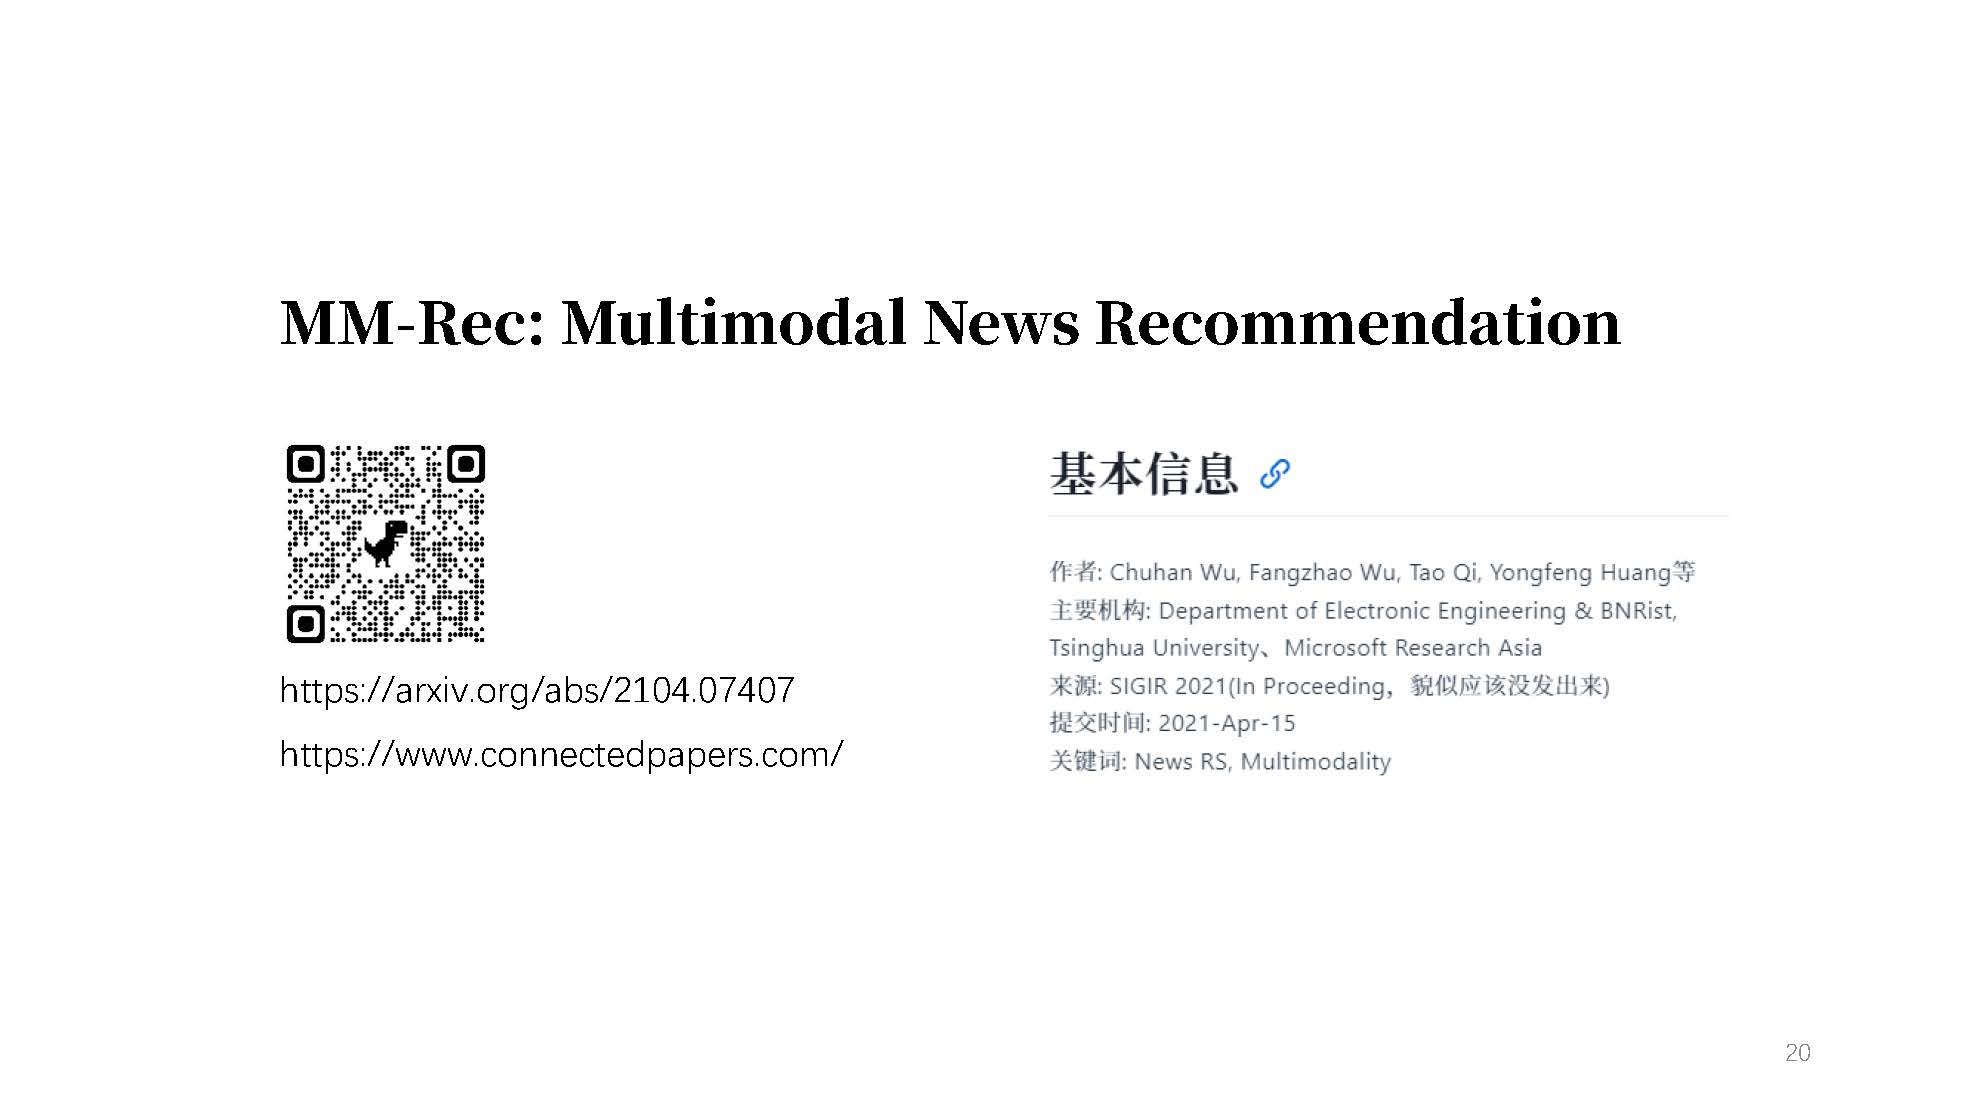 MM-Rec: Multimodal News Recommendation
https://arxiv.org/abs/2104.07407
https://www.connectedpapers.com/
基本信息
作者: Chuhan Wu, Fangzhao Wu, Tao Qi, Yongfeng Huang等
主要机构: Department of Electronic Engineering & BNRist,
Tsinghua University、Microsoft Research Asia
来源: SIGIR 2021(In Proceeding，貌似应该没发出来)
提交时间: 2021-Apr-15
关键词: News RS, Multimodality
20